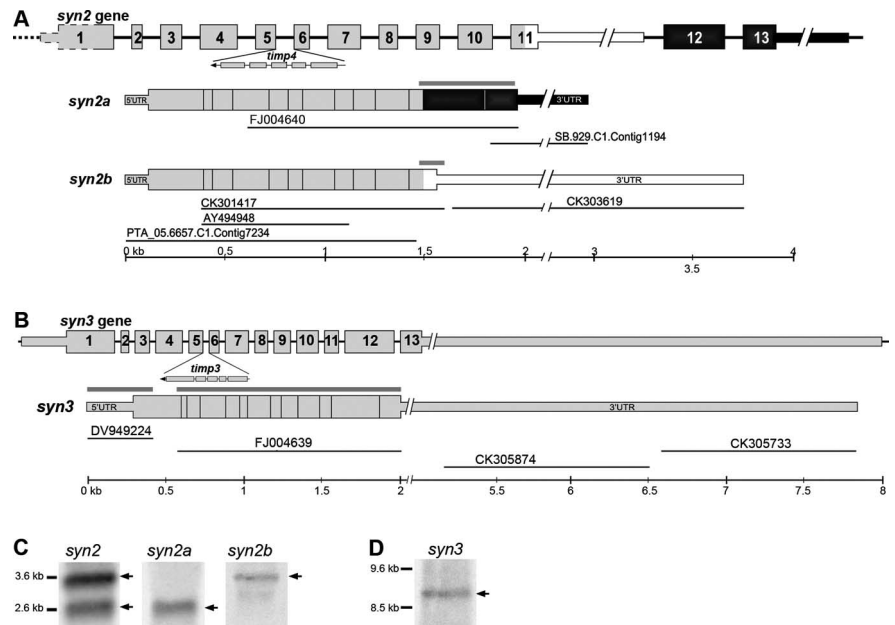 A
syn2 gene
1 2 3 4 5 6 7 8 9 10 11 12 13
timp4
syn2a
5'UTR
3'UTR
FJ004640
SB.929.C1.Contig1194
syn2b
5'UTR
3'UTR
CK301417
CK303619
AY494948
PTA_05.6657.C1.Contig7234
0 kb 0,5 1 1,5 2 3 3.5 4
B
syn3 gene
1 2 3 4 5 6 7 8 9 10 11 12 13
timp3
syn3
5'UTR
3'UTR
DV949224
FJ004639
CK305874
CK305733
0 kb 0.5 1 1.5 2 5.5 6 6.5 7 7.5 8
C
syn2 syn2a syn2b
3.6 kb
2.6 kb
D
syn3
9.6 kb
8.5 kb